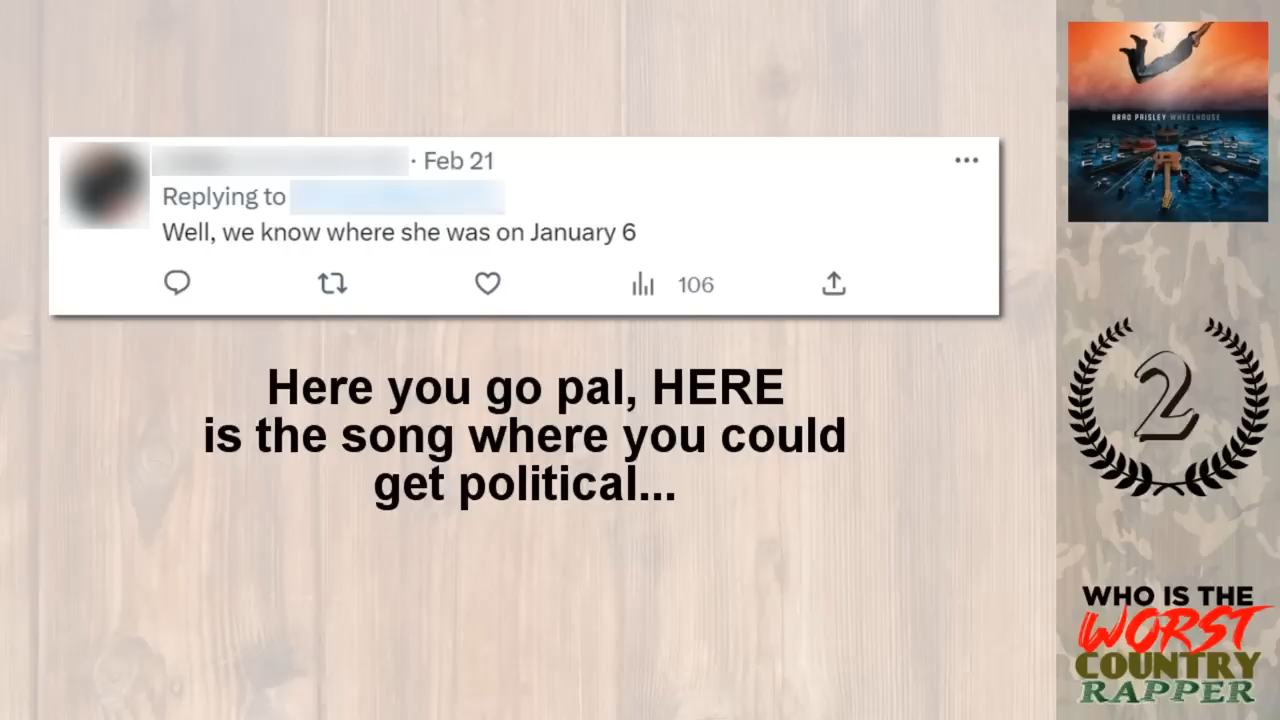 · Feb 21
Replying to
Well, we know where she was on January 6
106
Here you go pal, HERE
is the song where you could
get political...
BRAD PAISLEY WHEELHOUSE
2
WHO IS THE
WORST
COUNTRY
RAPPER